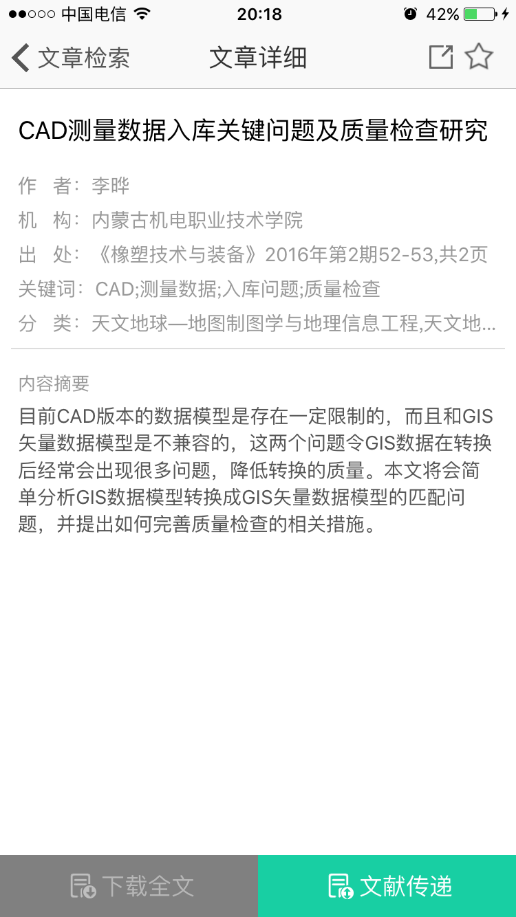 中国电信 20:18 42%
文章检索 文章详细
CAD测量数据入库关键问题及质量检查研究
作 者：李晔
机 构：内蒙古机电职业技术学院
出 处：《橡塑技术与装备》2016年第2期52-53,共2页
关键词：CAD;测量数据;入库问题;质量检查
分 类：天文地球—地图制图学与地理信息工程,天文地...
内容摘要
目前CAD版本的数据模型是存在一定限制的，而且和GIS
矢量数据模型是不兼容的，这两个问题令GIS数据在转换
后经常会出现很多问题，降低转换的质量。本文将会简
单分析GIS数据模型转换成GIS矢量数据模型的匹配问
题，并提出如何完善质量检查的相关措施。
下载全文 文献传递